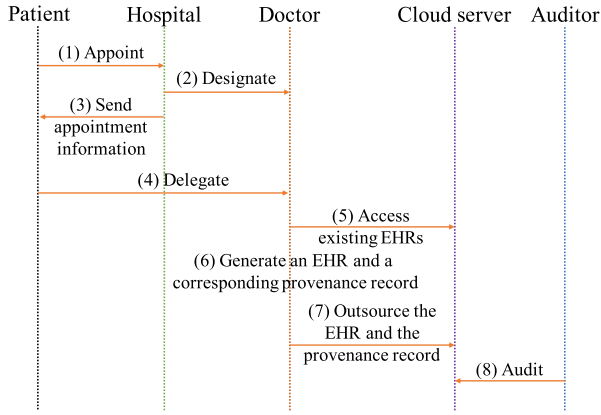 Patient Hospital Doctor Cloud server Auditor
(1) Appoint
(2) Designate
(3) Send
appointment
information
(4) Delegate
(5) Access
existing EHRs
(6) Generate an EHR and a
corresponding provenance record
(7) Outsource the
EHR and the
provenance record
(8) Audit